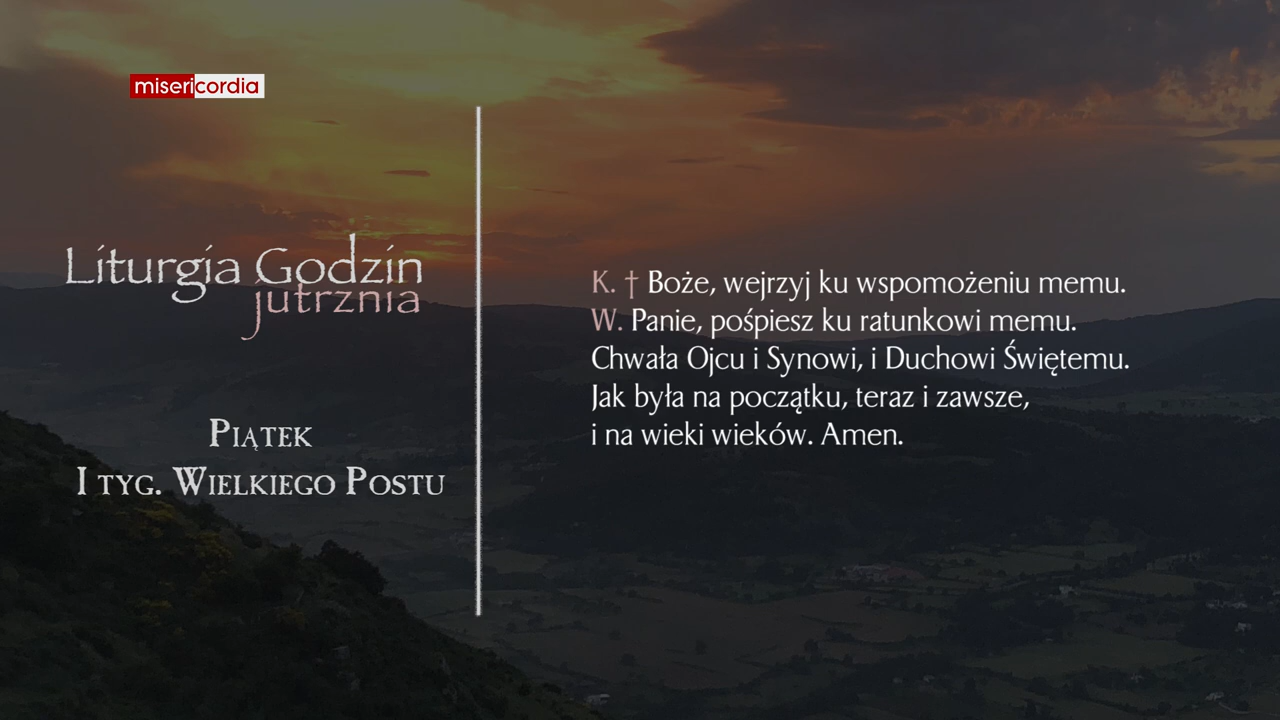 misericordia
Liturgia Godzin
jutrznia
Piątek
I tyg. Wielkiego Postu
K. † Boże, wejrzyj ku wspomożeniu memu.
W. Panie, pośpiesz ku ratunkowi memu.
Chwała Ojcu i Synowi, i Duchowi Świętemu.
Jak była na początku, teraz i zawsze,
i na wieki wieków. Amen.